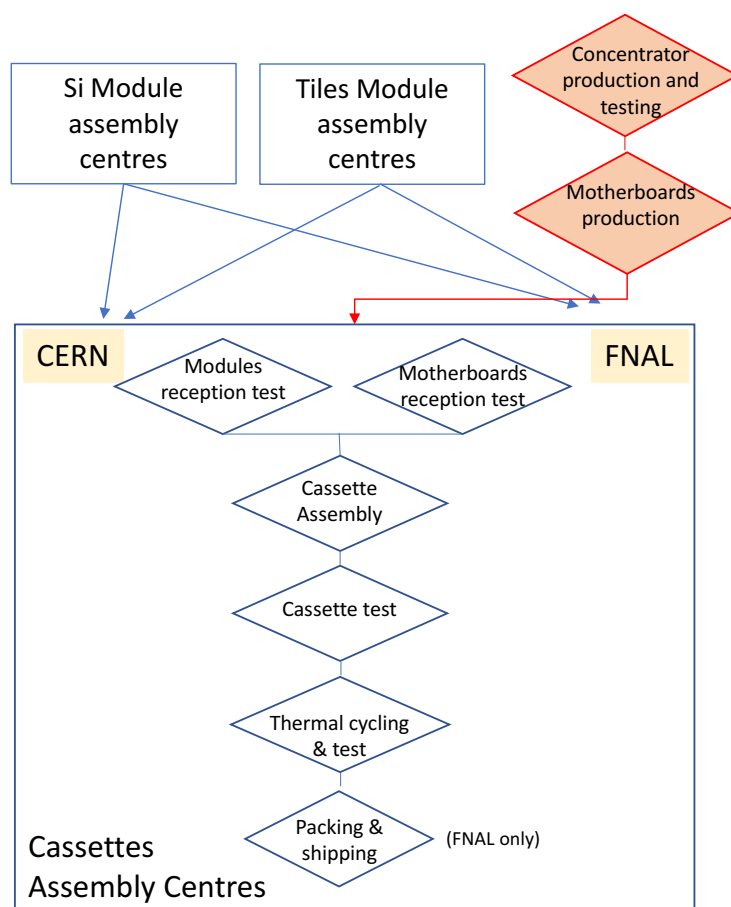 Si Module
assembly
centres
Tiles Module
assembly
centres
Concentrator
production and
testing
Motherboards
production
CERN
FNAL
Modules
reception test
Motherboards
reception test
Cassette
Assembly
Cassette test
Thermal cycling
& test
Packing &
shipping
(FNAL only)
Cassettes
Assembly Centres